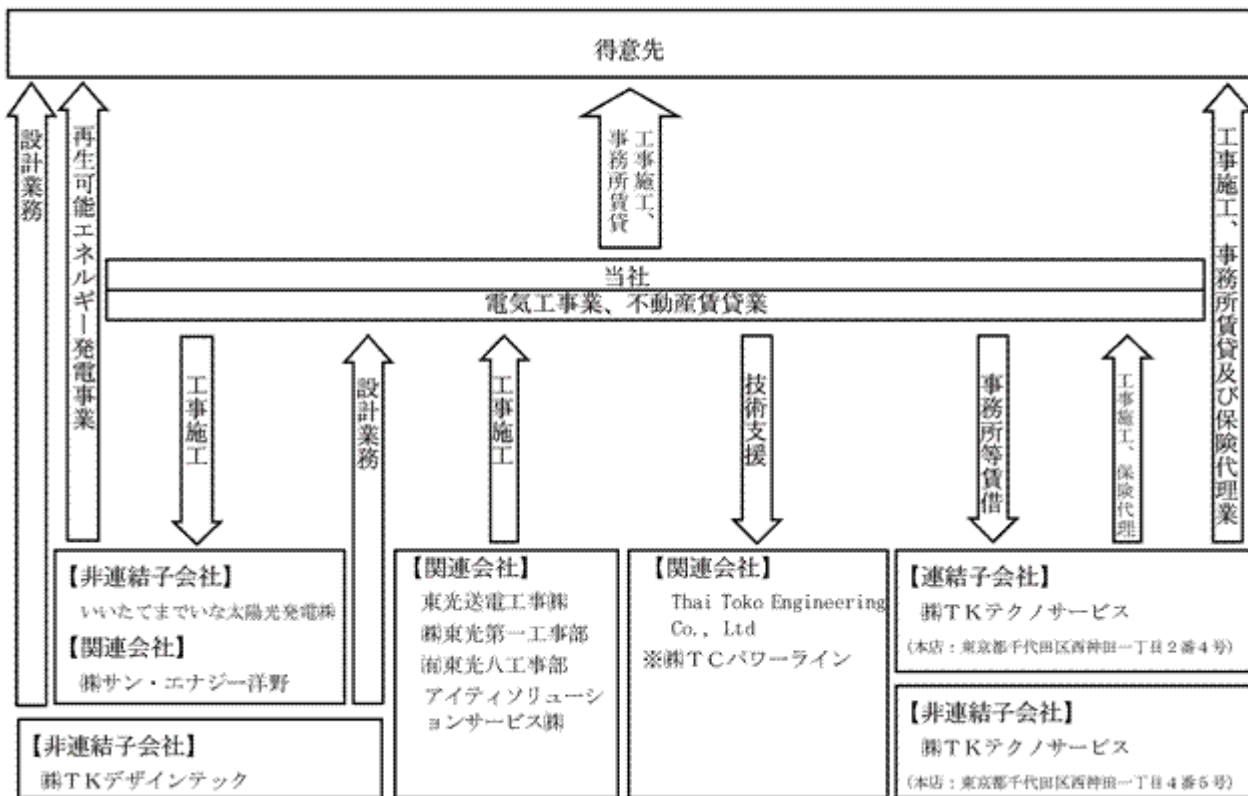 得意先
設計業務
再生可能エネルギー発電事業
工事施工、
事務所賃貸
工事施工、事務所賃貸及び保険代理業
当社
電気工事業、不動産賃貸業
工事施工
設計業務
工事施工
技術支援
事務所等賃借
工事施工、保険代理
【非連結子会社】
いいたてまでいな太陽光発電㈱
【関連会社】
㈱サン・エナジー洋野
【非連結子会社】
㈱ＴＫデザインテック
【関連会社】
東光送電工事㈱
㈱東光第一工事部
㈲東光八工事部
アイティソリューシ
ョンサービス㈱
【関連会社】
Thai Toko Engineering
Co., Ltd
※㈱ＴＣパワーライン
【連結子会社】
㈱ＴＫテクノサービス
(本店：東京都千代田区西神田一丁目２番４号)
【非連結子会社】
㈱ＴＫテクノサービス
(本店：東京都千代田区西神田一丁目４番５号)